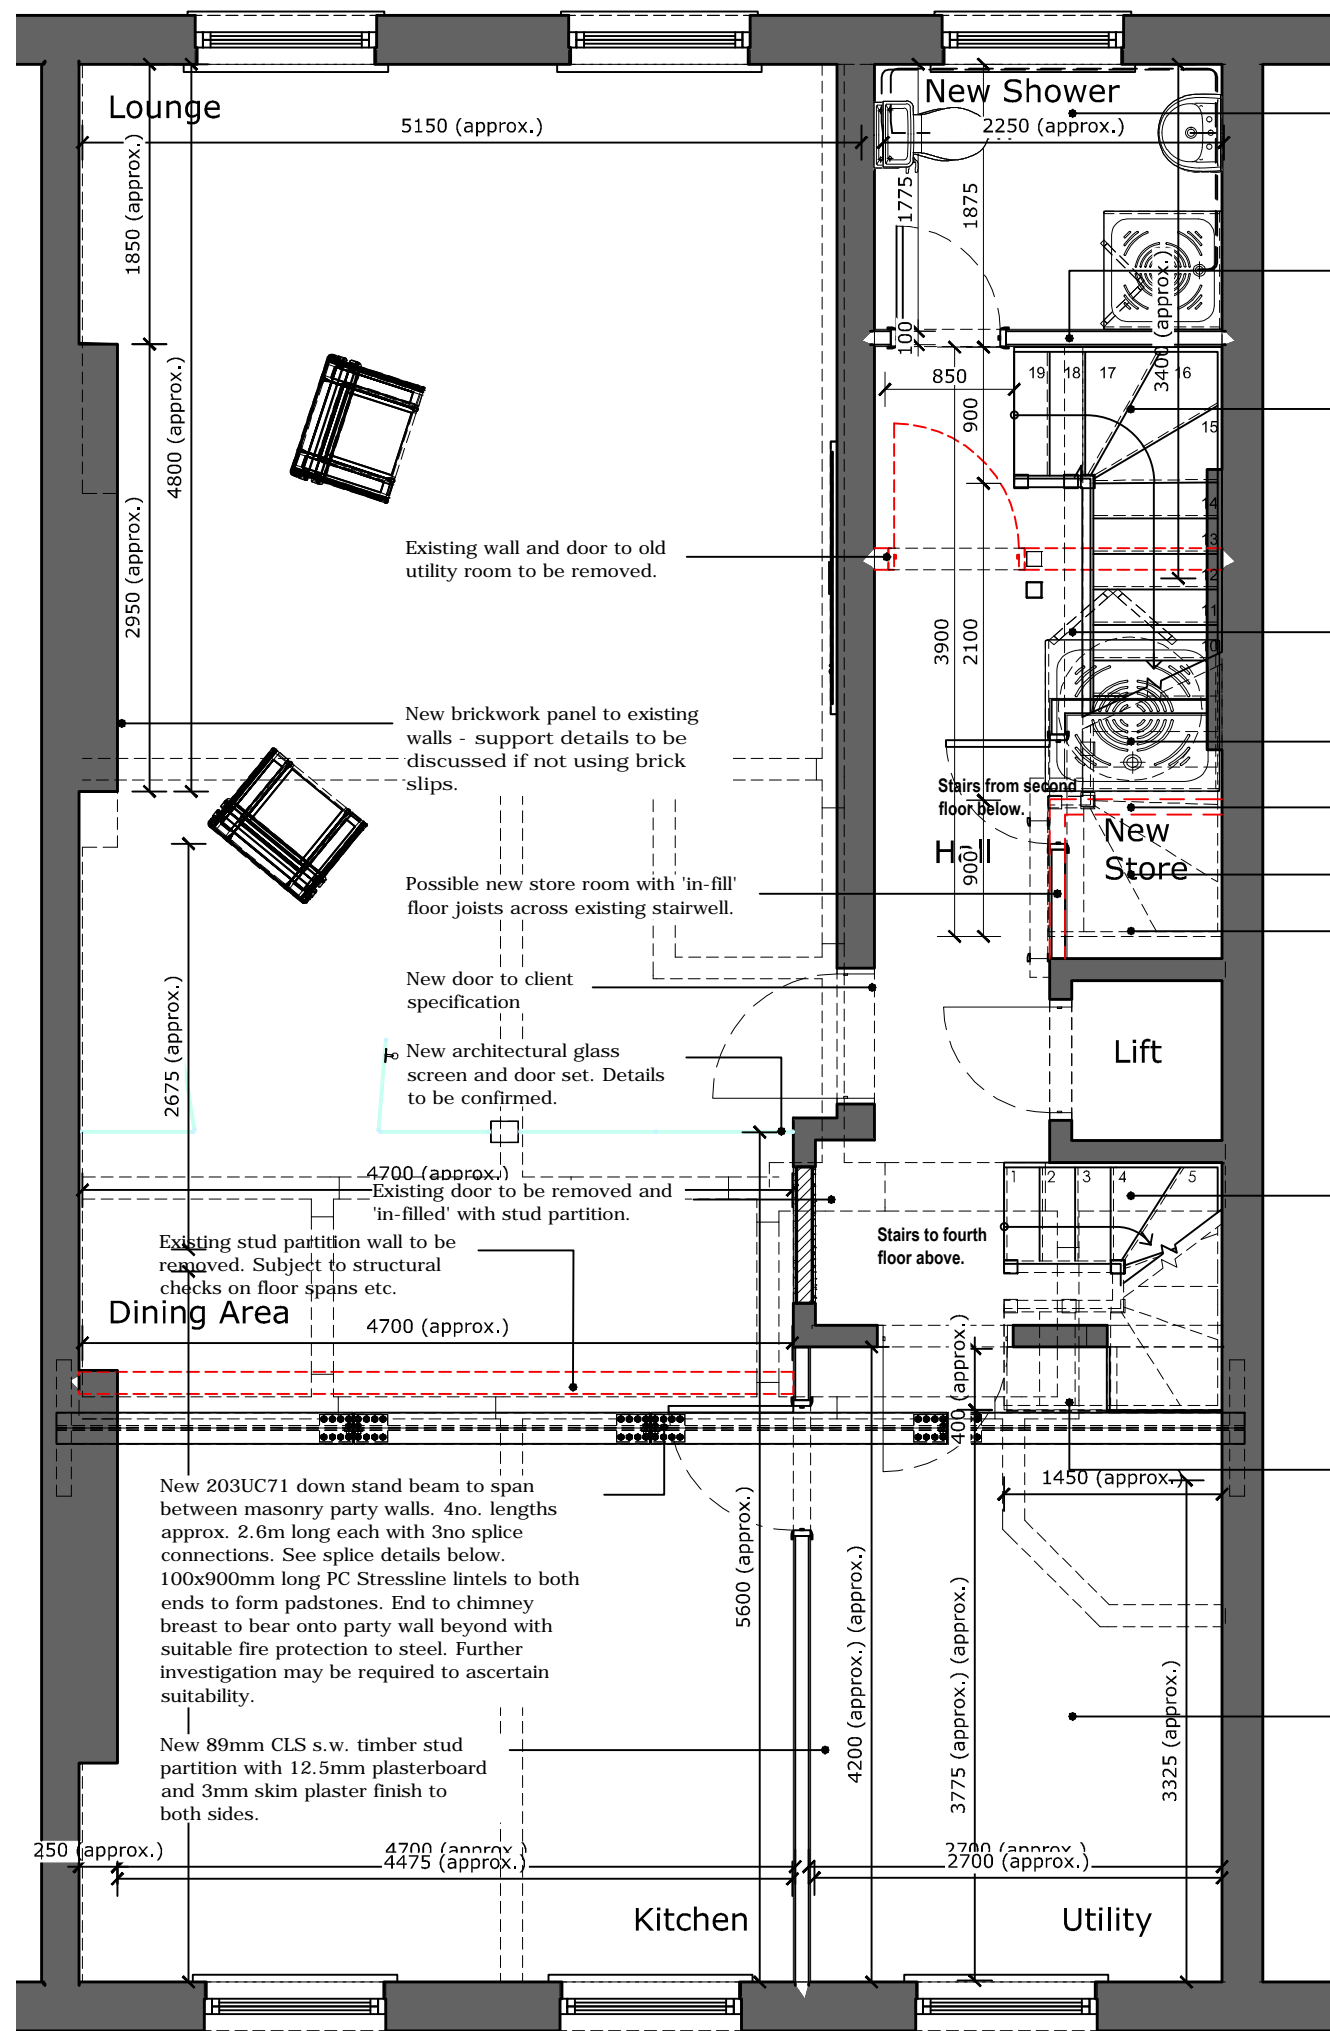 Lounge
New Shower
5150 (approx.)
2250 (approx.)
1850 (approx.)
1775
1875
4800 (approx.)
3400 (approx.)
100
850
900
19
18
17
16
15
14
13
12
11
10
2950 (approx.)
Existing wall and door to old
utility room to be removed.
3900
2100
New brickwork panel to existing
walls - support details to be
discussed if not using brick
slips.
Stairs from second
floor below.
Hall
900
New
Store
Possible new store room with 'in-fill'
floor joists across existing stairwell.
New door to client
specification
2675 (approx.)
New architectural glass
screen and door set. Details
to be confirmed.
Lift
4700 (approx.)
Existing door to be removed and
'in-filled' with stud partition.
1
2
3
4
5
Stairs to fourth
floor above.
Existing stud partition wall to be
removed. Subject to structural
checks on floor spans etc.
Dining Area
4700 (approx.)
400 (approx.)
1450 (approx.)
New 203UC71 down stand beam to span
between masonry party walls. 4no. lengths
approx. 2.6m long each with 3no splice
connections. See splice details below.
100x900mm long PC Stressline lintels to both
ends to form padstones. End to chimney
breast to bear onto party wall beyond with
suitable fire protection to steel. Further
investigation may be required to ascertain
suitability.
5600 (approx.)
4200 (approx.) (approx.)
3775 (approx.) (approx.)
3325 (approx.)
New 89mm CLS s.w. timber stud
partition with 12.5mm plasterboard
and 3mm skim plaster finish to
both sides.
250 (approx.)
4700 (approx.)
4475 (approx.)
2700 (approx.)
2700 (approx.)
Kitchen
Utility